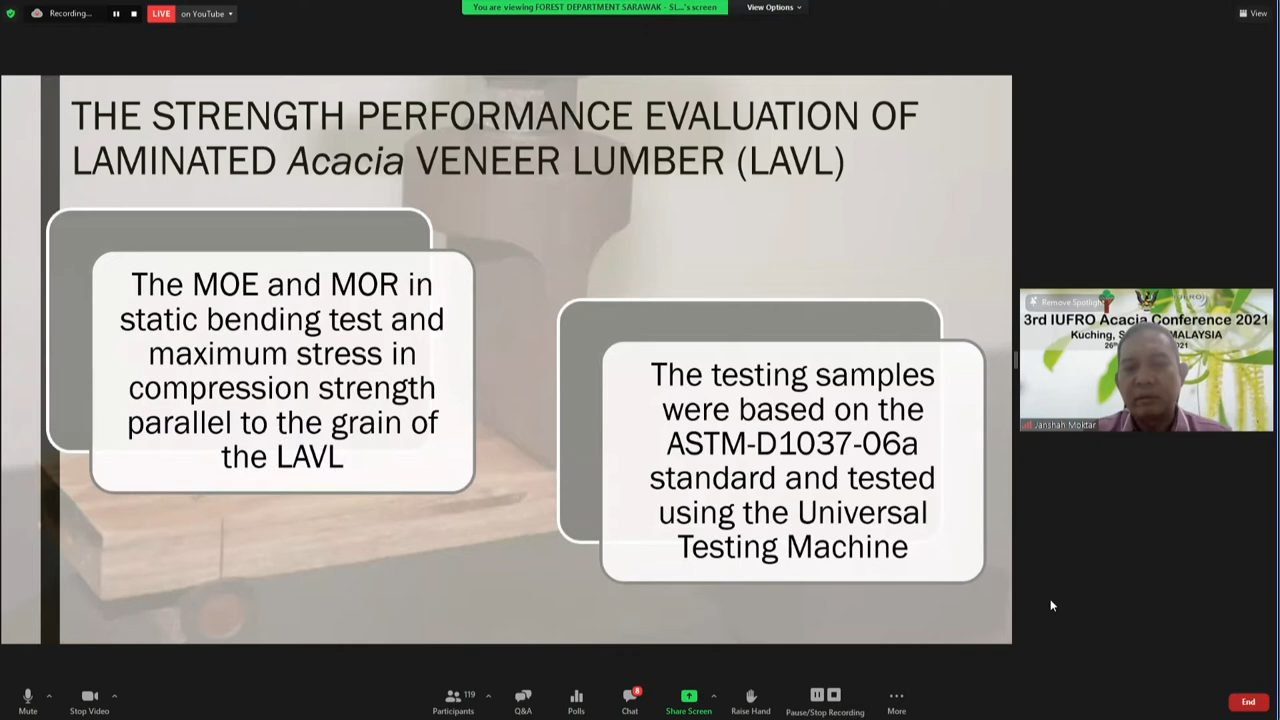 Recording...
LIVE on YouTube
You are viewing FOREST DEPARTMENT SARAWAK - SL...'s screen
View Options
View
THE STRENGTH PERFORMANCE EVALUATION OF
LAMINATED Acacia VENEER LUMBER (LAVL)
The MOE and MOR in
static bending test and
maximum stress in
compression strength
parallel to the grain of
the LAVL
The testing samples
were based on the
ASTM-D1037-06a
standard and tested
using the Universal
Testing Machine
Remove Spotlight
3rd IUFRO Acacia Conference 2021
Kuching, MALAYSIA
Janshah Moktar
Mute
Stop Video
119
Participants
Q&A
Polls
8
Chat
Share Screen
Raise Hand
Pause/Stop Recording
More
End